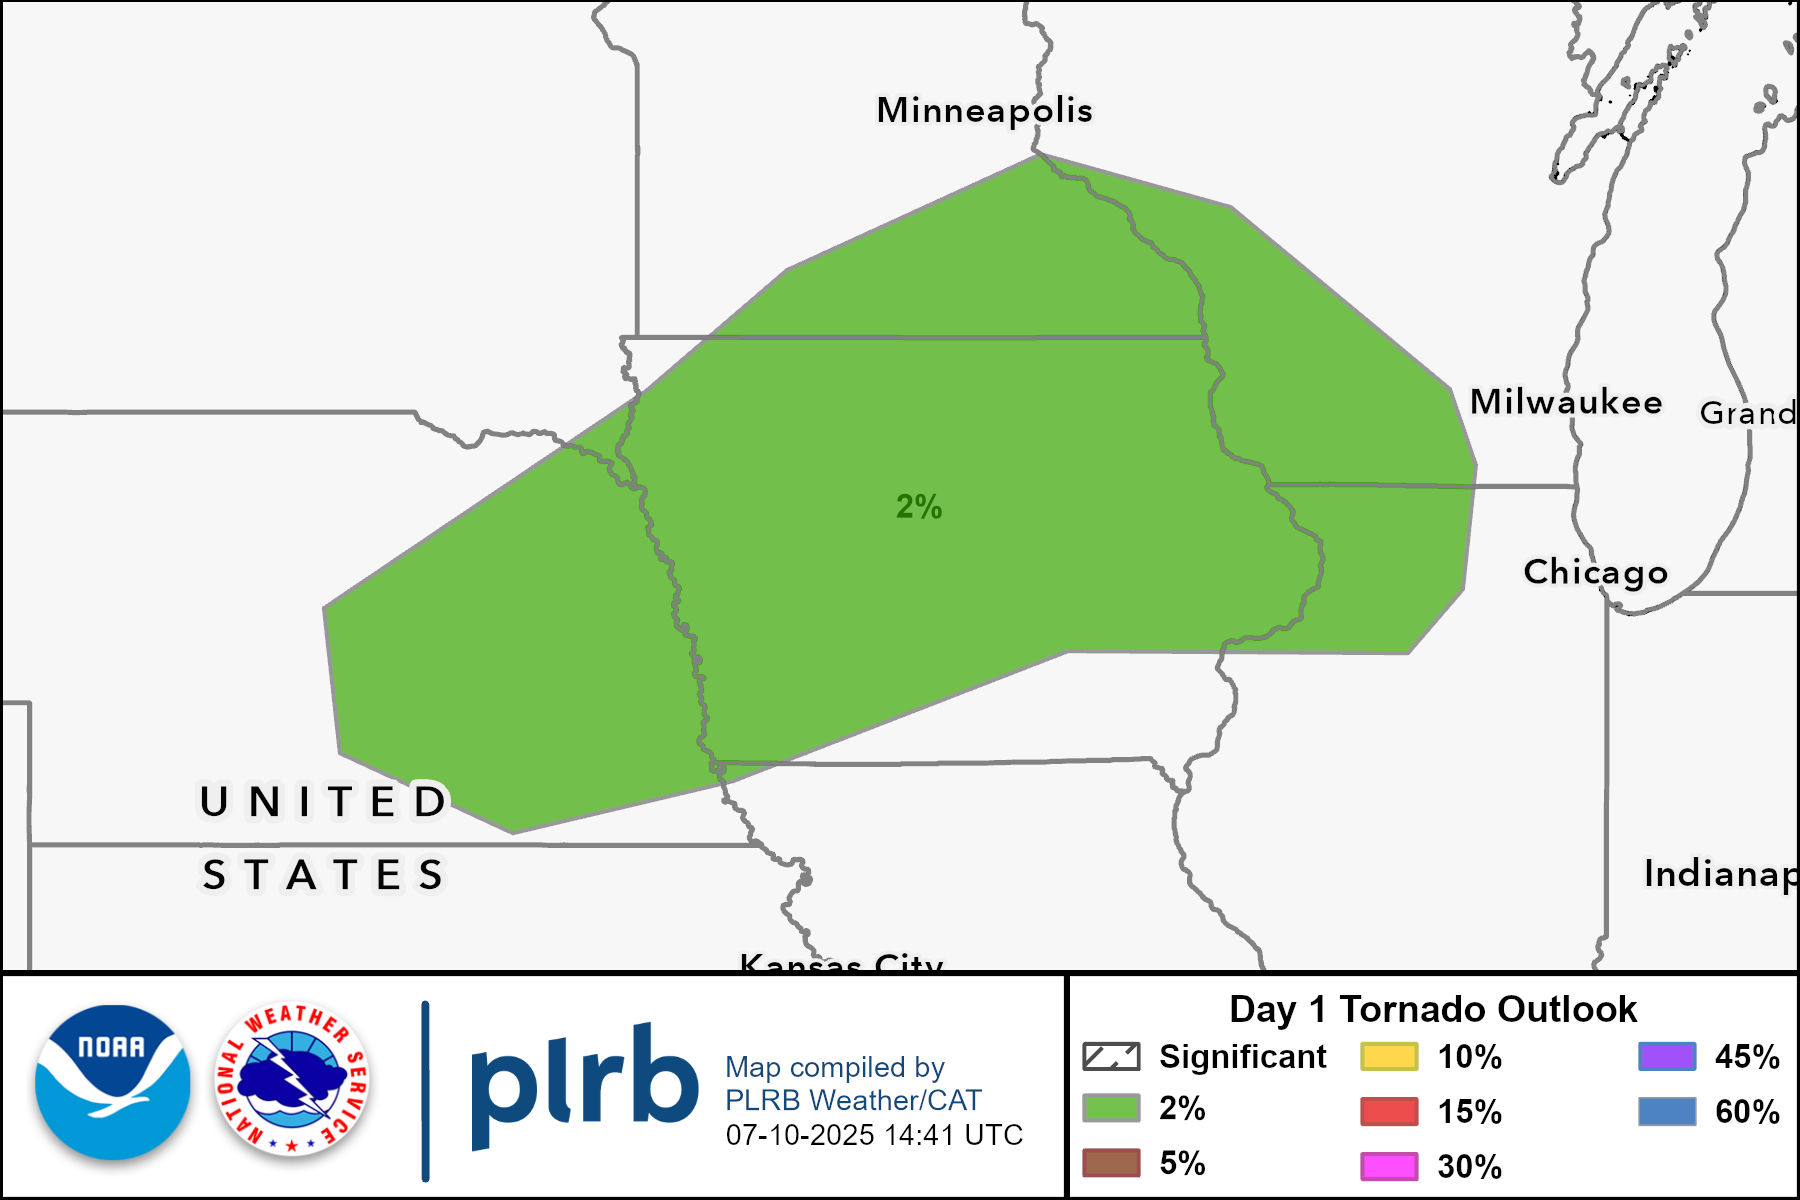 Minneapolis
Milwaukee
Grand
2%
Chicago
UNITED
STATES
Indianap
Kansas City
NOAA
NATIONAL WEATHER SERVICE
plrb
Map compiled by
PLRB Weather/CAT
07-10-2025 14:41 UTC
Day 1 Tornado Outlook
Significant
2%
5%
10%
15%
30%
45%
60%